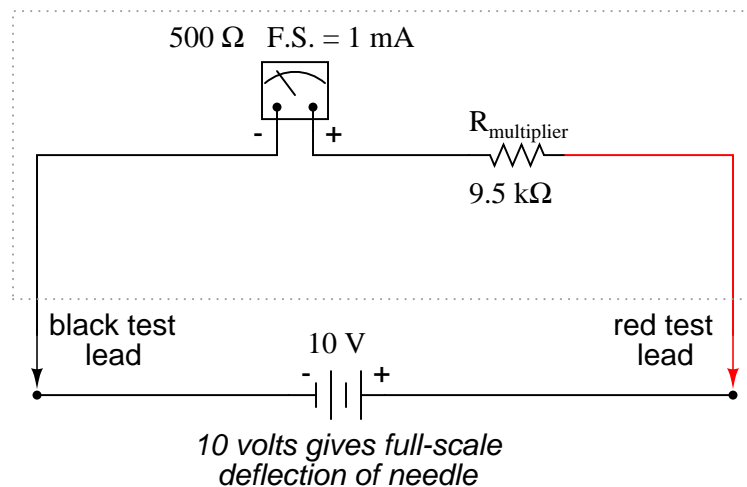 500 Ω F.S. = 1 mA
- +
Rmultiplier
9.5 kΩ
black test
lead
red test
lead
10 V
- +
10 volts gives full-scale
deflection of needle